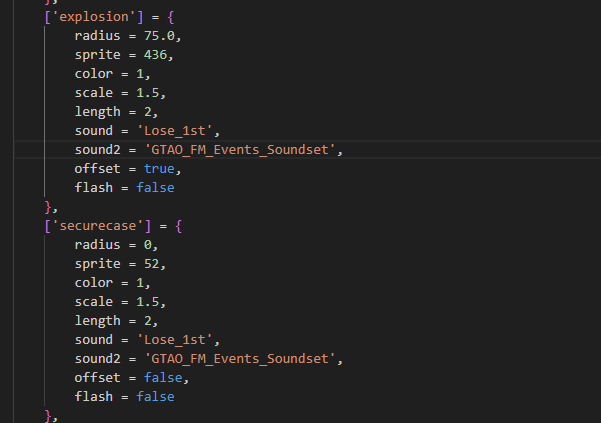 },
['explosion'] = {
radius = 75.0,
sprite = 436,
color = 1,
scale = 1.5,
length = 2,
sound = 'Lose_1st',
sound2 = 'GTAO_FM_Events_Soundset',
offset = true,
flash = false
},
['securecase'] = {
radius = 0,
sprite = 52,
color = 1,
scale = 1.5,
length = 2,
sound = 'Lose_1st',
sound2 = 'GTAO_FM_Events_Soundset',
offset = false,
flash = false
},